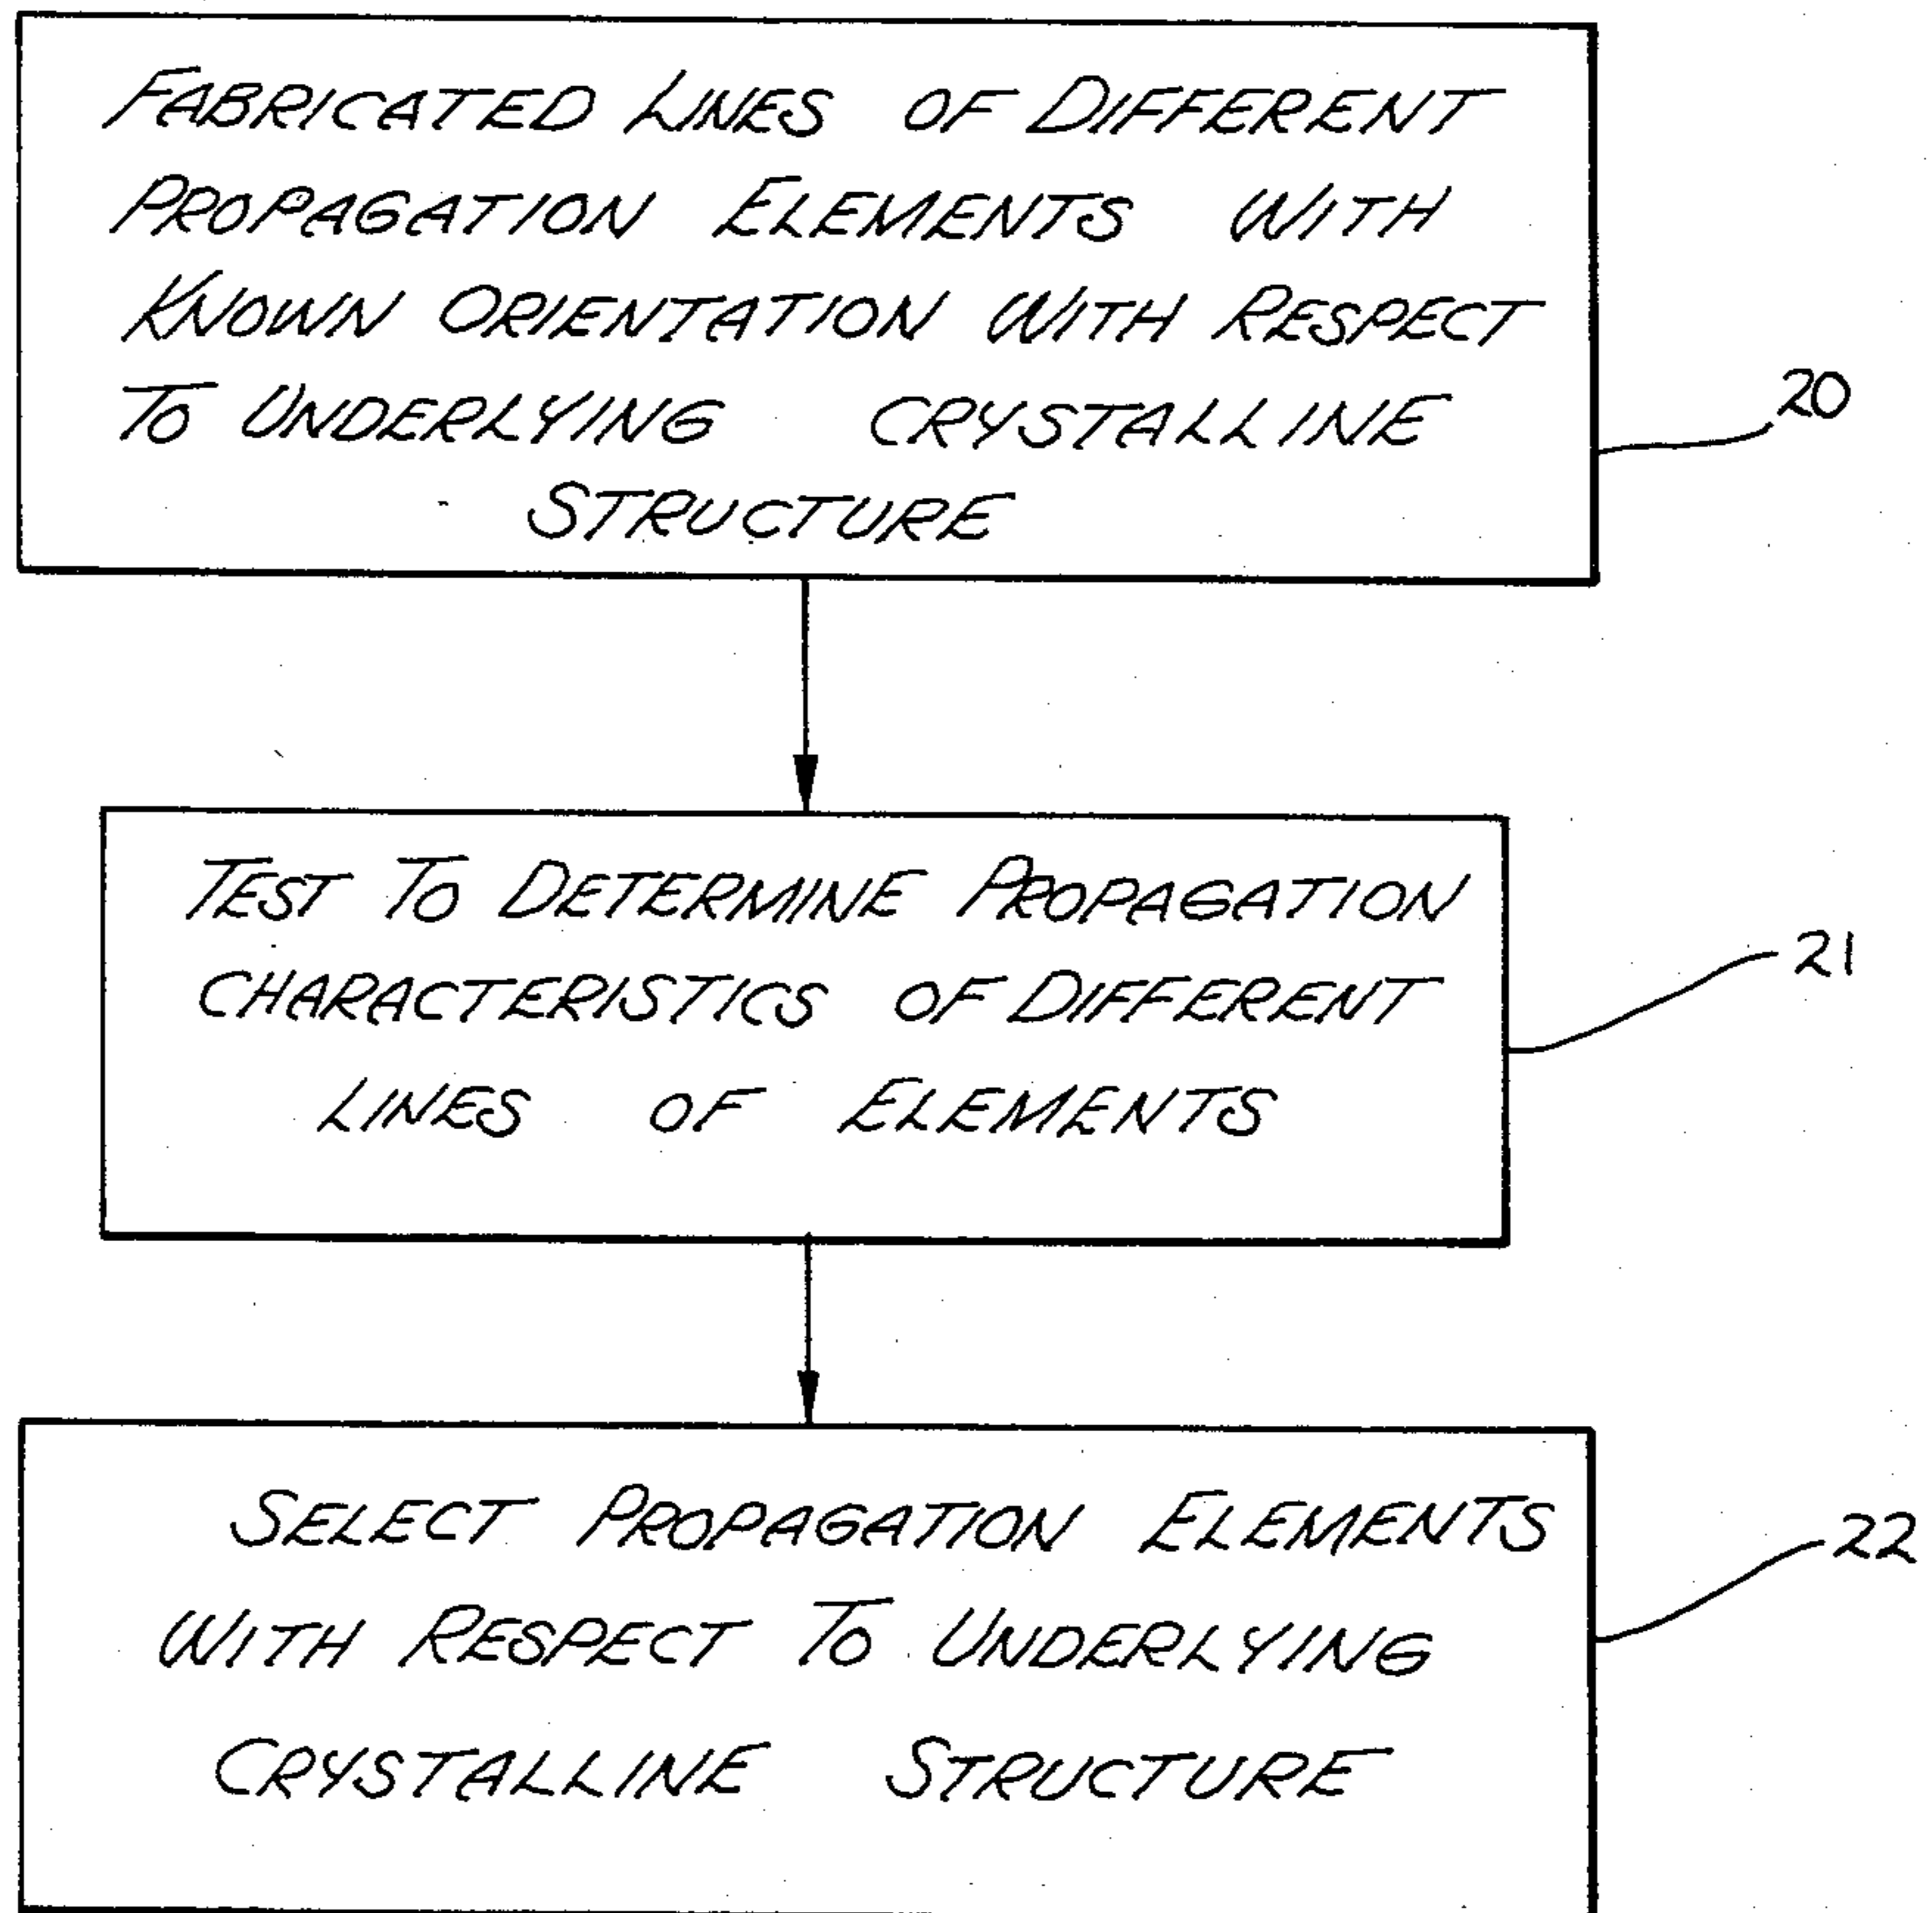 FABRICATED LINES OF DIFFERENT
PROPAGATION ELEMENTS WITH
KNOWN ORIENTATION WITH RESPECT
TO UNDERLYING CRYSTALLINE
STRUCTURE
20
TEST TO DETERMINE PROPAGATION
CHARACTERISTICS OF DIFFERENT
LINES OF ELEMENTS
21
SELECT PROPAGATION ELEMENTS
WITH RESPECT TO UNDERLYING
CRYSTALLINE STRUCTURE
22